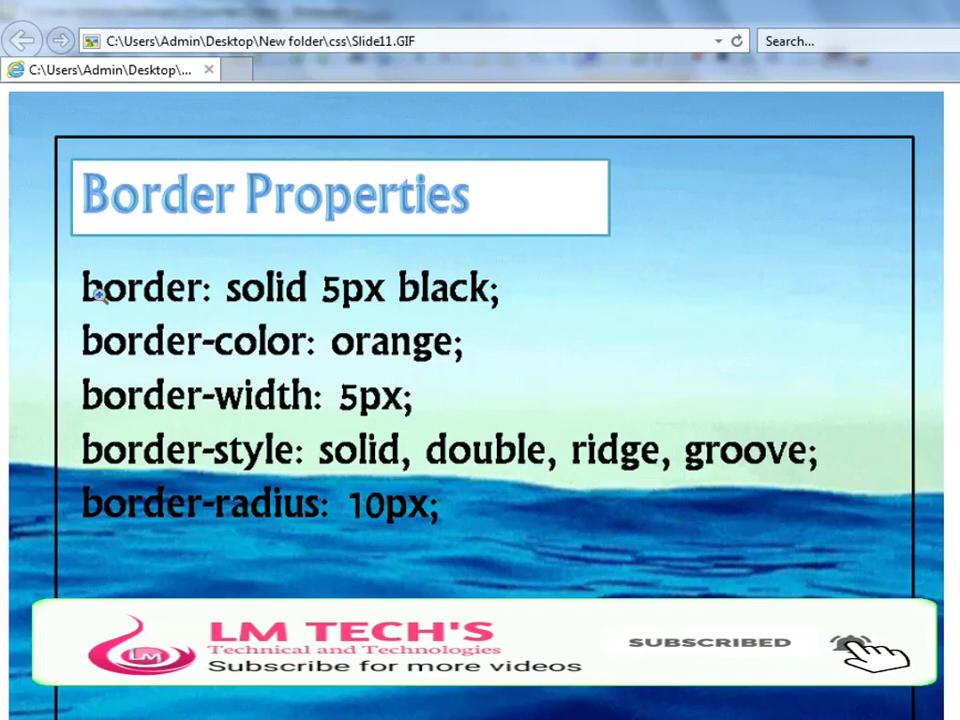 C:\Users\Admin\Desktop\New folder\css\Slide11.GIF
Search...
C:\Users\Admin\Desktop\...
Border Properties
border: solid 5px black;
border-color: orange;
border-width: 5px;
border-style: solid, double, ridge, groove;
border-radius: 10px;
LM
LM TECH'S
Technical and Technologies
Subscribe for more videos
SUBSCRIBED